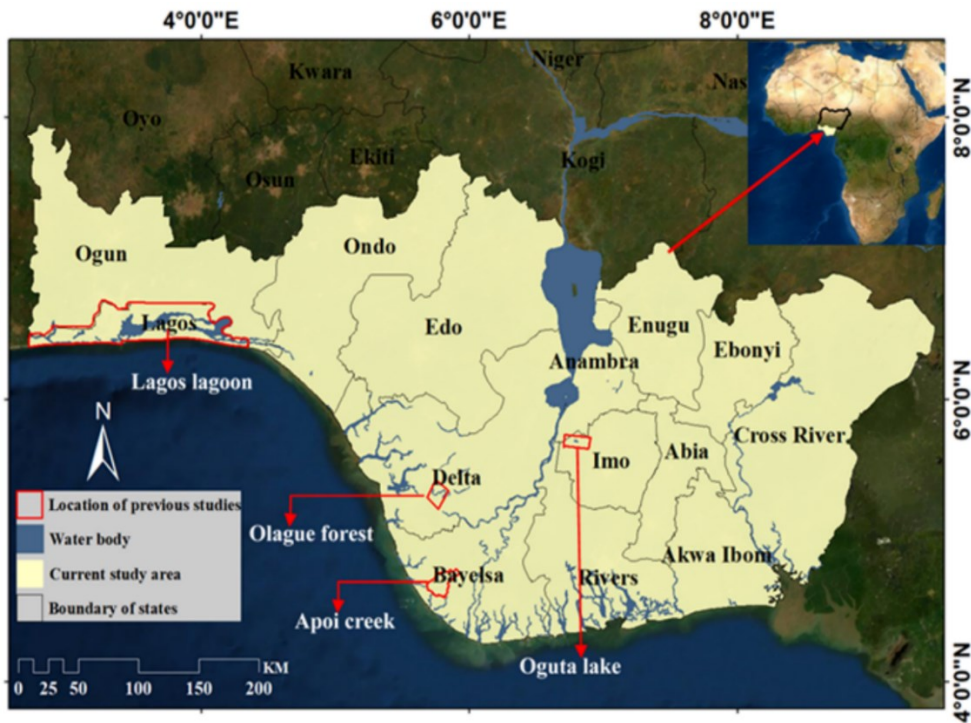 4°0'0"E 6°0'0"E 8°0'0"E
Niger
Kwara
Nas
Oyo
8°0'0"N
Ekiti
Kogi
Osun
Ondo
Ogun
Lagos
Edo
Enugu
Ebonyi
Anambra
Lagos lagoon
6°0'0"N
N
Cross River
Abia
Imo
Delta
Location of previous studies
Olague forest
Water body
Akwa Ibom
Current study area
Bayelsa
Rivers
Boundary of states
Apoi creek
Oguta lake
KM
0 25 50 100 150 200
4°0'0"N